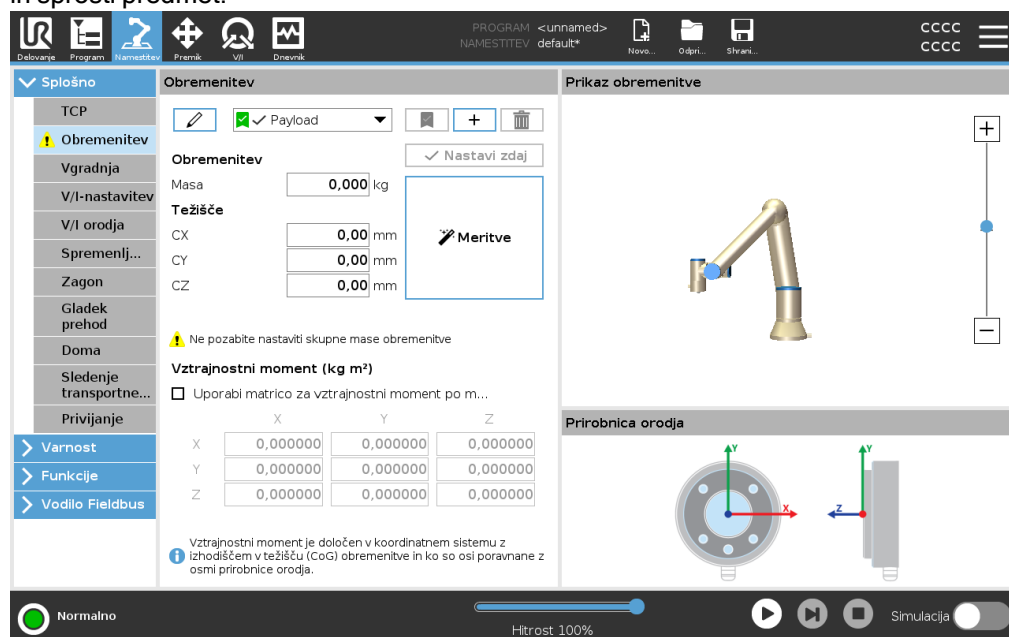 in sprosti predmet.
UR
PROGRAM <unnamed>
NAMESTITEV default*
cccc
cccc
Delovanje Program Namestitev Premik V/I Dnevnik Novo... Odpri... Shrani...
Splošno
TCP
Obremenitev
Vgradnja
V/I-nastavitev
V/I orodja
Spremenlj...
Zagon
Gladek
prehod
Doma
Sledenje
transportne...
Privijanje
Varnost
Funkcije
Vodilo Fieldbus
Obremenitev
Payload
+
Obremenitev
Nastavi zdaj
Masa 0,000 kg
Težišče
CX 0,00 mm
CY 0,00 mm
CZ 0,00 mm
Meritve
Ne pozabite nastaviti skupne mase obremenitve
Vztrajnostni moment (kg m²)
Uporabi matrico za vztrajnostni moment po m...
X Y Z
X 0,000000 0,000000 0,000000
Y 0,000000 0,000000 0,000000
Z 0,000000 0,000000 0,000000
Vztrajnostni moment je določen v koordinatnem sistemu z
izhodiščem v težišču (CoG) obremenitve in ko so osi poravnane z
osmi prirobnice orodja.
Prikaz obremenitve
+
−
Prirobnica orodja
Y
X
Y
Z
Normalno
Hitrost 100%
Simulacija